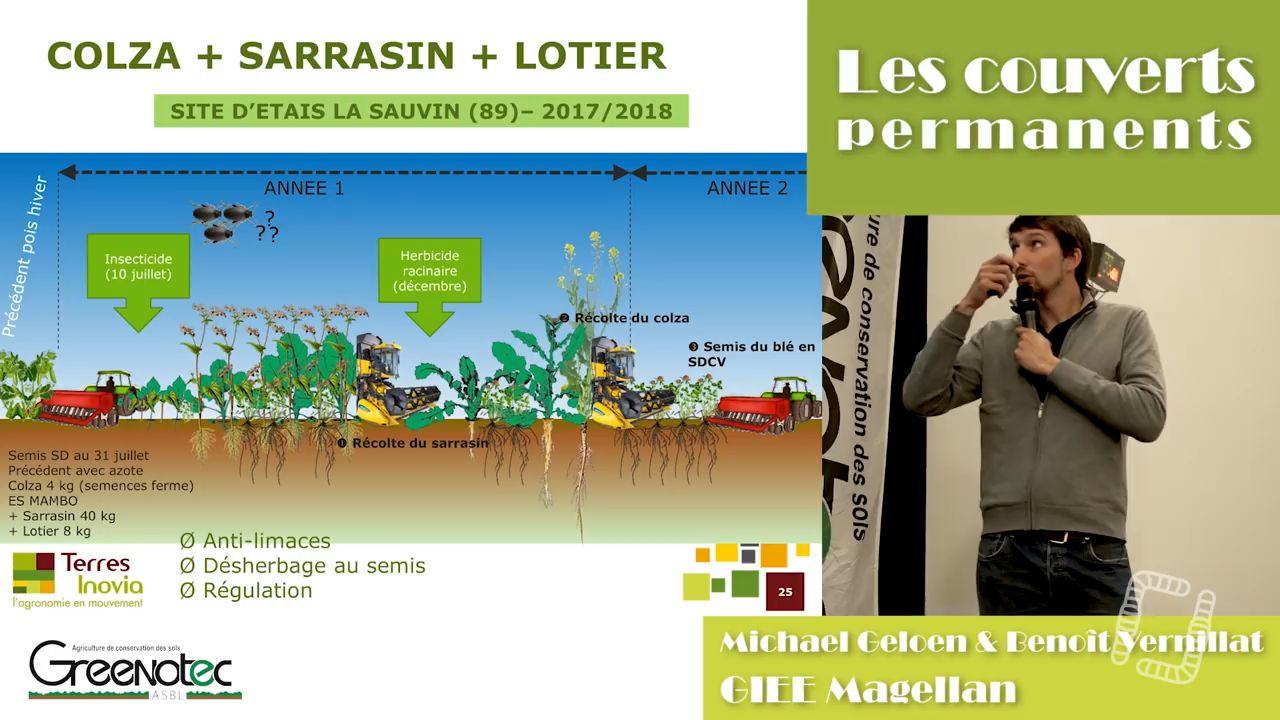 COLZA + SARRASIN + LOTIER
SITE D'ETAIS LA SAUVIN (89)– 2017/2018
Les couverts
permanents
Précédent pois hiver
ANNEE 1
ANNEE 2
?
??
Insecticide
(10 juillet)
Herbicide
racinaire
(décembre)
❷ Récolte du colza
❸ Semis du blé en
SDCV
❶ Récolte du sarrasin
Semis SD au 31 juillet
Précédent avec azote
Colza 4 kg (semences ferme)
ES MAMBO
+ Sarrasin 40 kg
+ Lotier 8 kg
Ø Anti-limaces
Ø Désherbage au semis
Ø Régulation
Terres
Inovia
l'agronomie en mouvement
25
ure de conservation des sols
Agriculture de conservation des sols
Greenotec
ASBL
Michael Geloen & Benoît Vernillat
GIEE Magellan